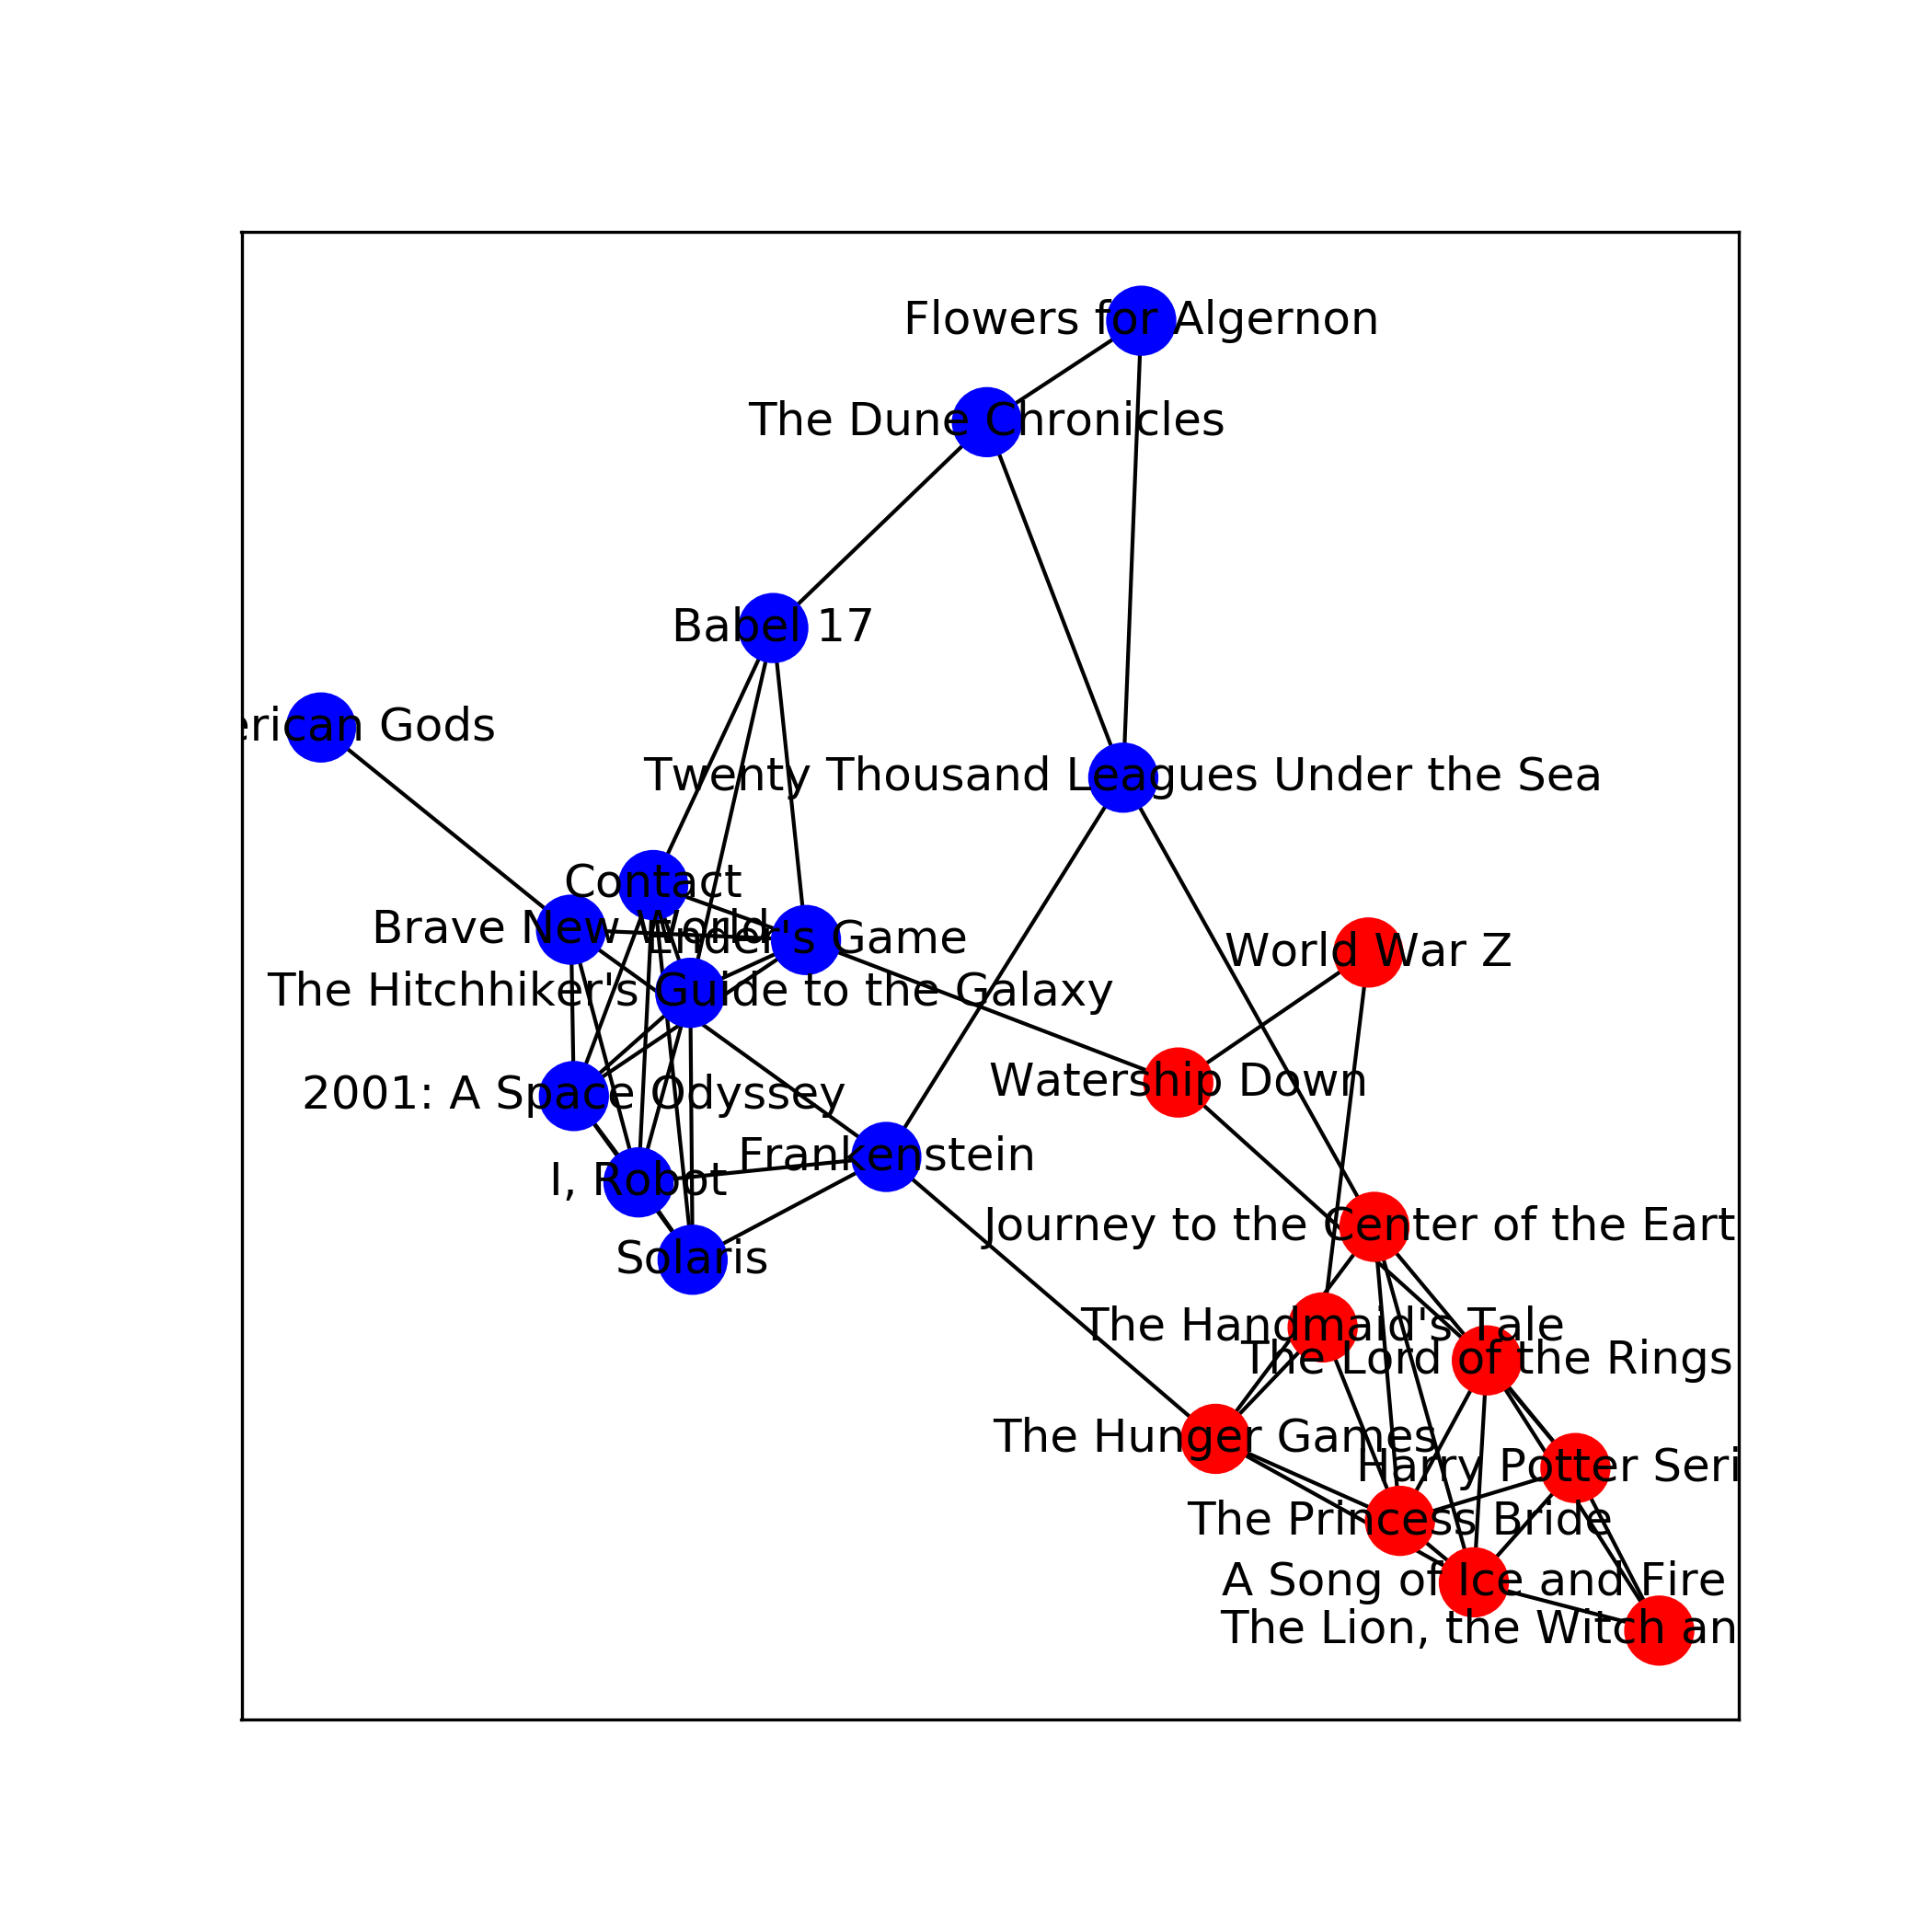 Flowers for Algernon
The Dune Chronicles
Babel 17
erican Gods
Twenty Thousand Leagues Under the Sea
Contact
Brave New World
Ender's Game
World War Z
The Hitchhiker's Guide to the Galaxy
Watership Down
2001: A Space Odyssey
Frankenstein
I, Robot
Journey to the Center of the Eart
Solaris
The Handmaid's Tale
The Lord of the Rings
The Hunger Games
Harry Potter Seri
The Princess Bride
A Song of Ice and Fire
The Lion, the Witch an